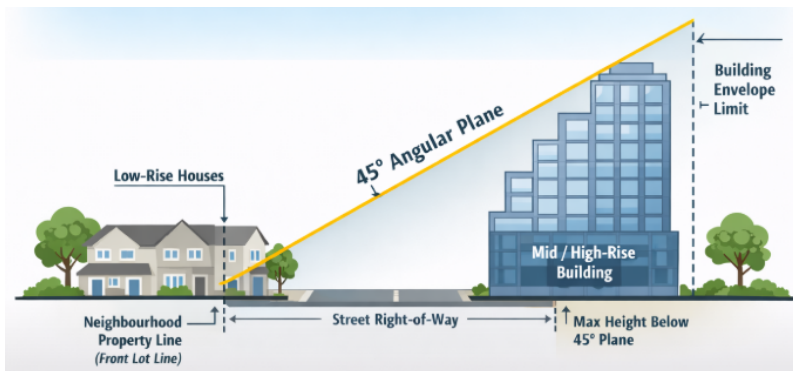 Building
Envelope
Limit
45° Angular Plane
Low-Rise Houses
Mid / High-Rise
Building
Neighbourhood
Property Line
(Front Lot Line)
Street Right-of-Way
Max Height Below
45° Plane